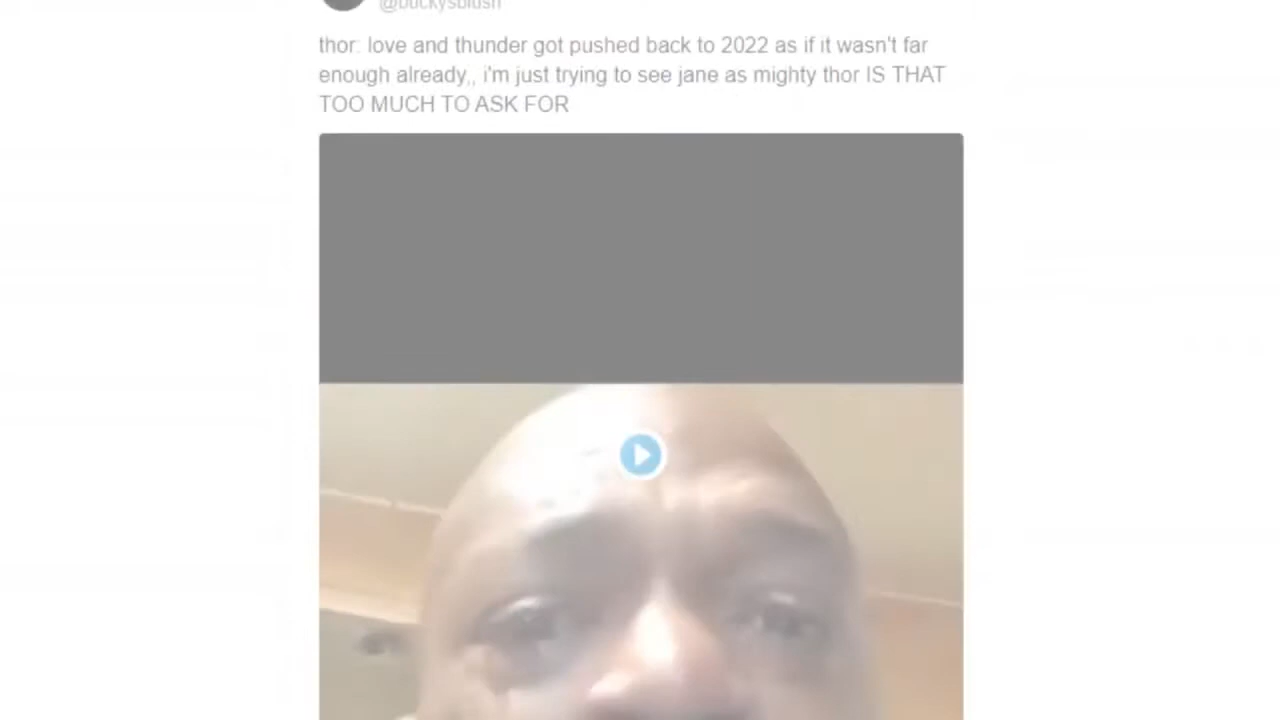 @buckysblush
thor: love and thunder got pushed back to 2022 as if it wasn't far
enough already,, i'm just trying to see jane as mighty thor IS THAT
TOO MUCH TO ASK FOR